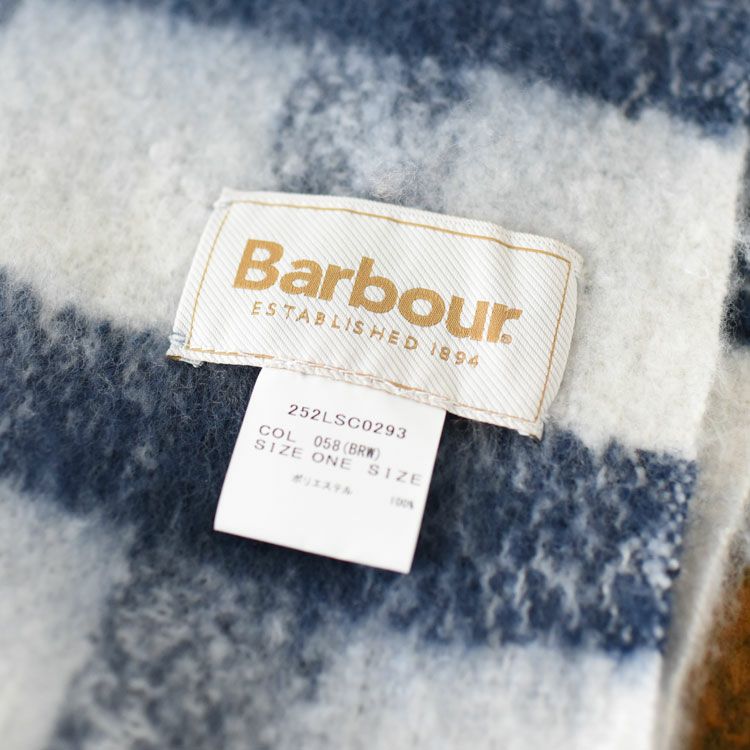 Barbour®
ESTABLISHED 1894
252LSC0293
COL 058(BRW)
SIZE ONE SIZE
ポリエステル 100%